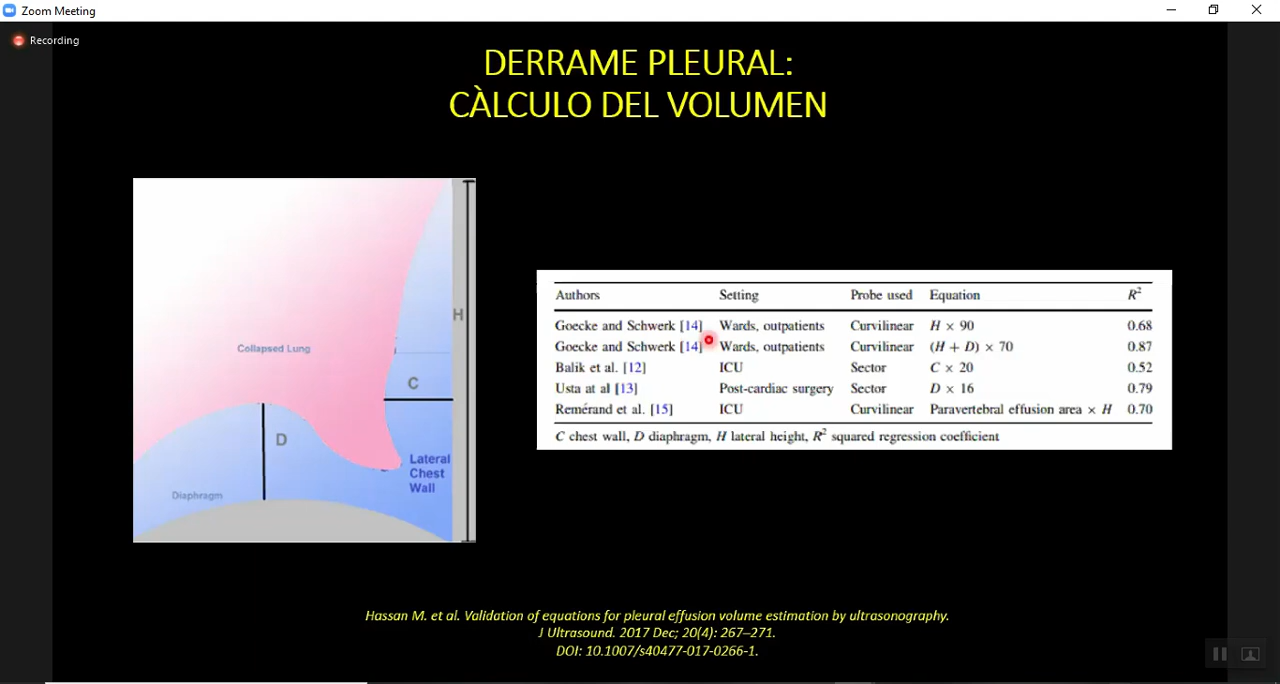 Zoom Meeting
Recording
DERRAME PLEURAL:
CÀLCULO DEL VOLUMEN
H
Collapsed Lung
C
D
Lateral
Chest
Wall
Diaphragm
Authors Setting Probe used Equation R²
Goecke and Schwerk [14] Wards, outpatients Curvilinear H × 90 0.68
Goecke and Schwerk [14] Wards, outpatients Curvilinear (H + D) × 70 0.87
Balik et al. [12] ICU Sector C × 20 0.52
Usta at al [13] Post-cardiac surgery Sector D × 16 0.79
Remérand et al. [15] ICU Curvilinear Paravertebral effusion area × H 0.70
C chest wall, D diaphragm, H lateral height, R² squared regression coefficient
Hassan M. et al. Validation of equations for pleural effusion volume estimation by ultrasonography.
J Ultrasound. 2017 Dec; 20(4): 267–271.
DOI: 10.1007/s40477-017-0266-1.